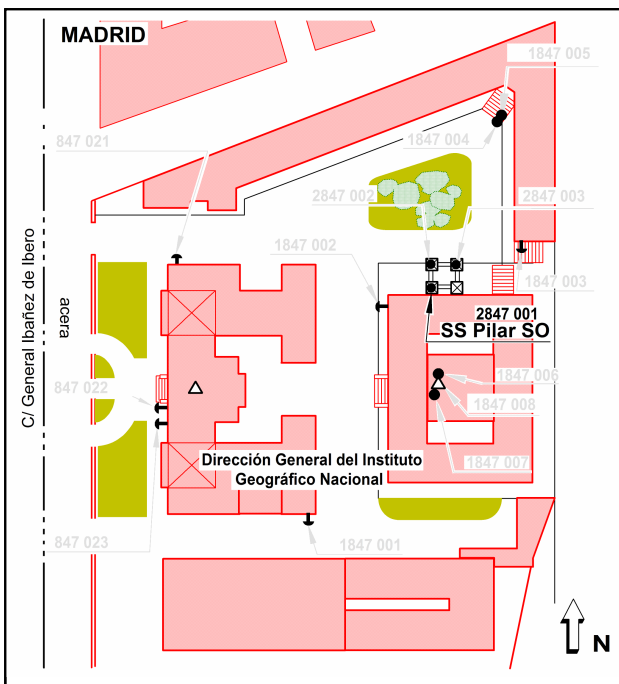 MADRID
1847 005
847 021
1847 004
2847 002
2847 003
1847 002
1847 003
2847 001
SS Pilar SO
C/ General Ibañez de Ibero
acera
1847 006
847 022
1847 008
Dirección General del Instituto
Geográfico Nacional
1847 007
847 023
1847 001
N